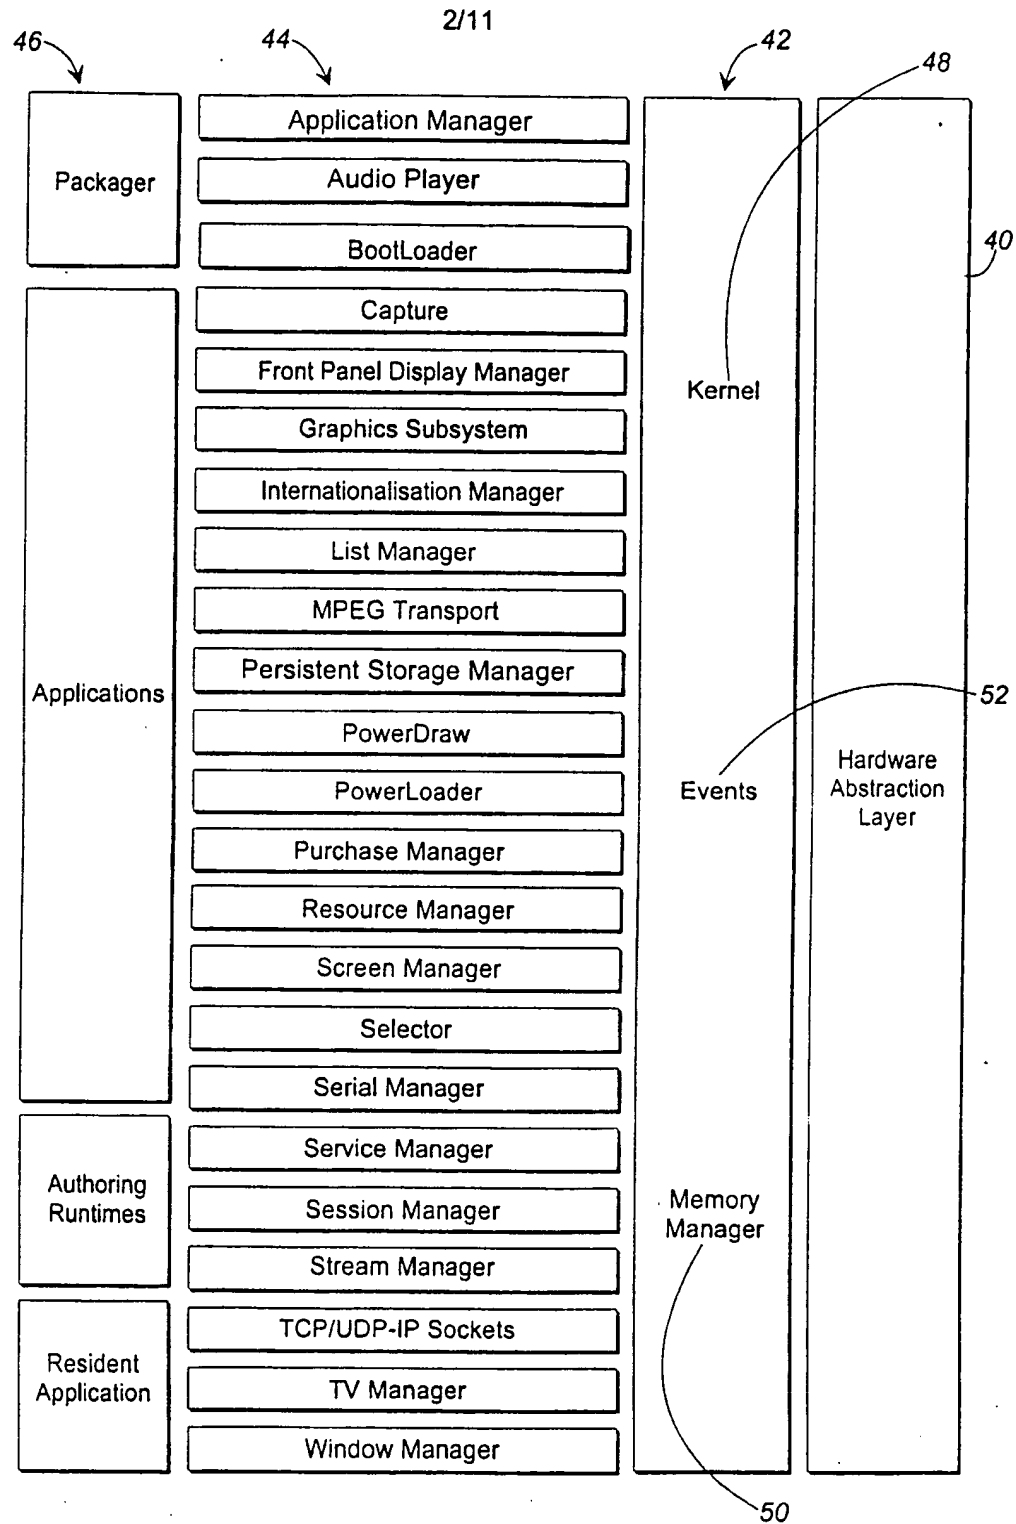 2/11
46
44
42
48
Packager
Application Manager
Audio Player
BootLoader
40
Capture
Front Panel Display Manager
Kernel
Graphics Subsystem
Internationalisation Manager
List Manager
MPEG Transport
Persistent Storage Manager
Applications
52
PowerDraw
PowerLoader
Events
Hardware
Abstraction
Layer
Purchase Manager
Resource Manager
Screen Manager
Selector
Serial Manager
Service Manager
Authoring
Runtimes
Session Manager
Memory
Manager
Stream Manager
TCP/UDP-IP Sockets
Resident
Application
TV Manager
Window Manager
50